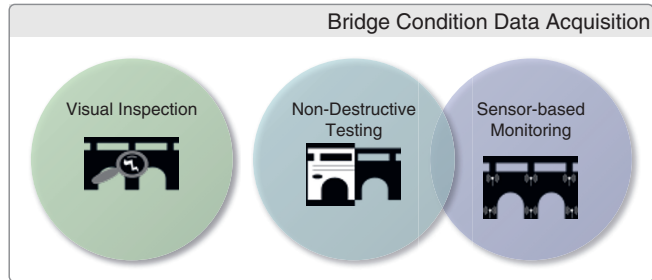 Bridge Condition Data Acquisition
Visual Inspection
Non-Destructive
Testing
Sensor-based
Monitoring